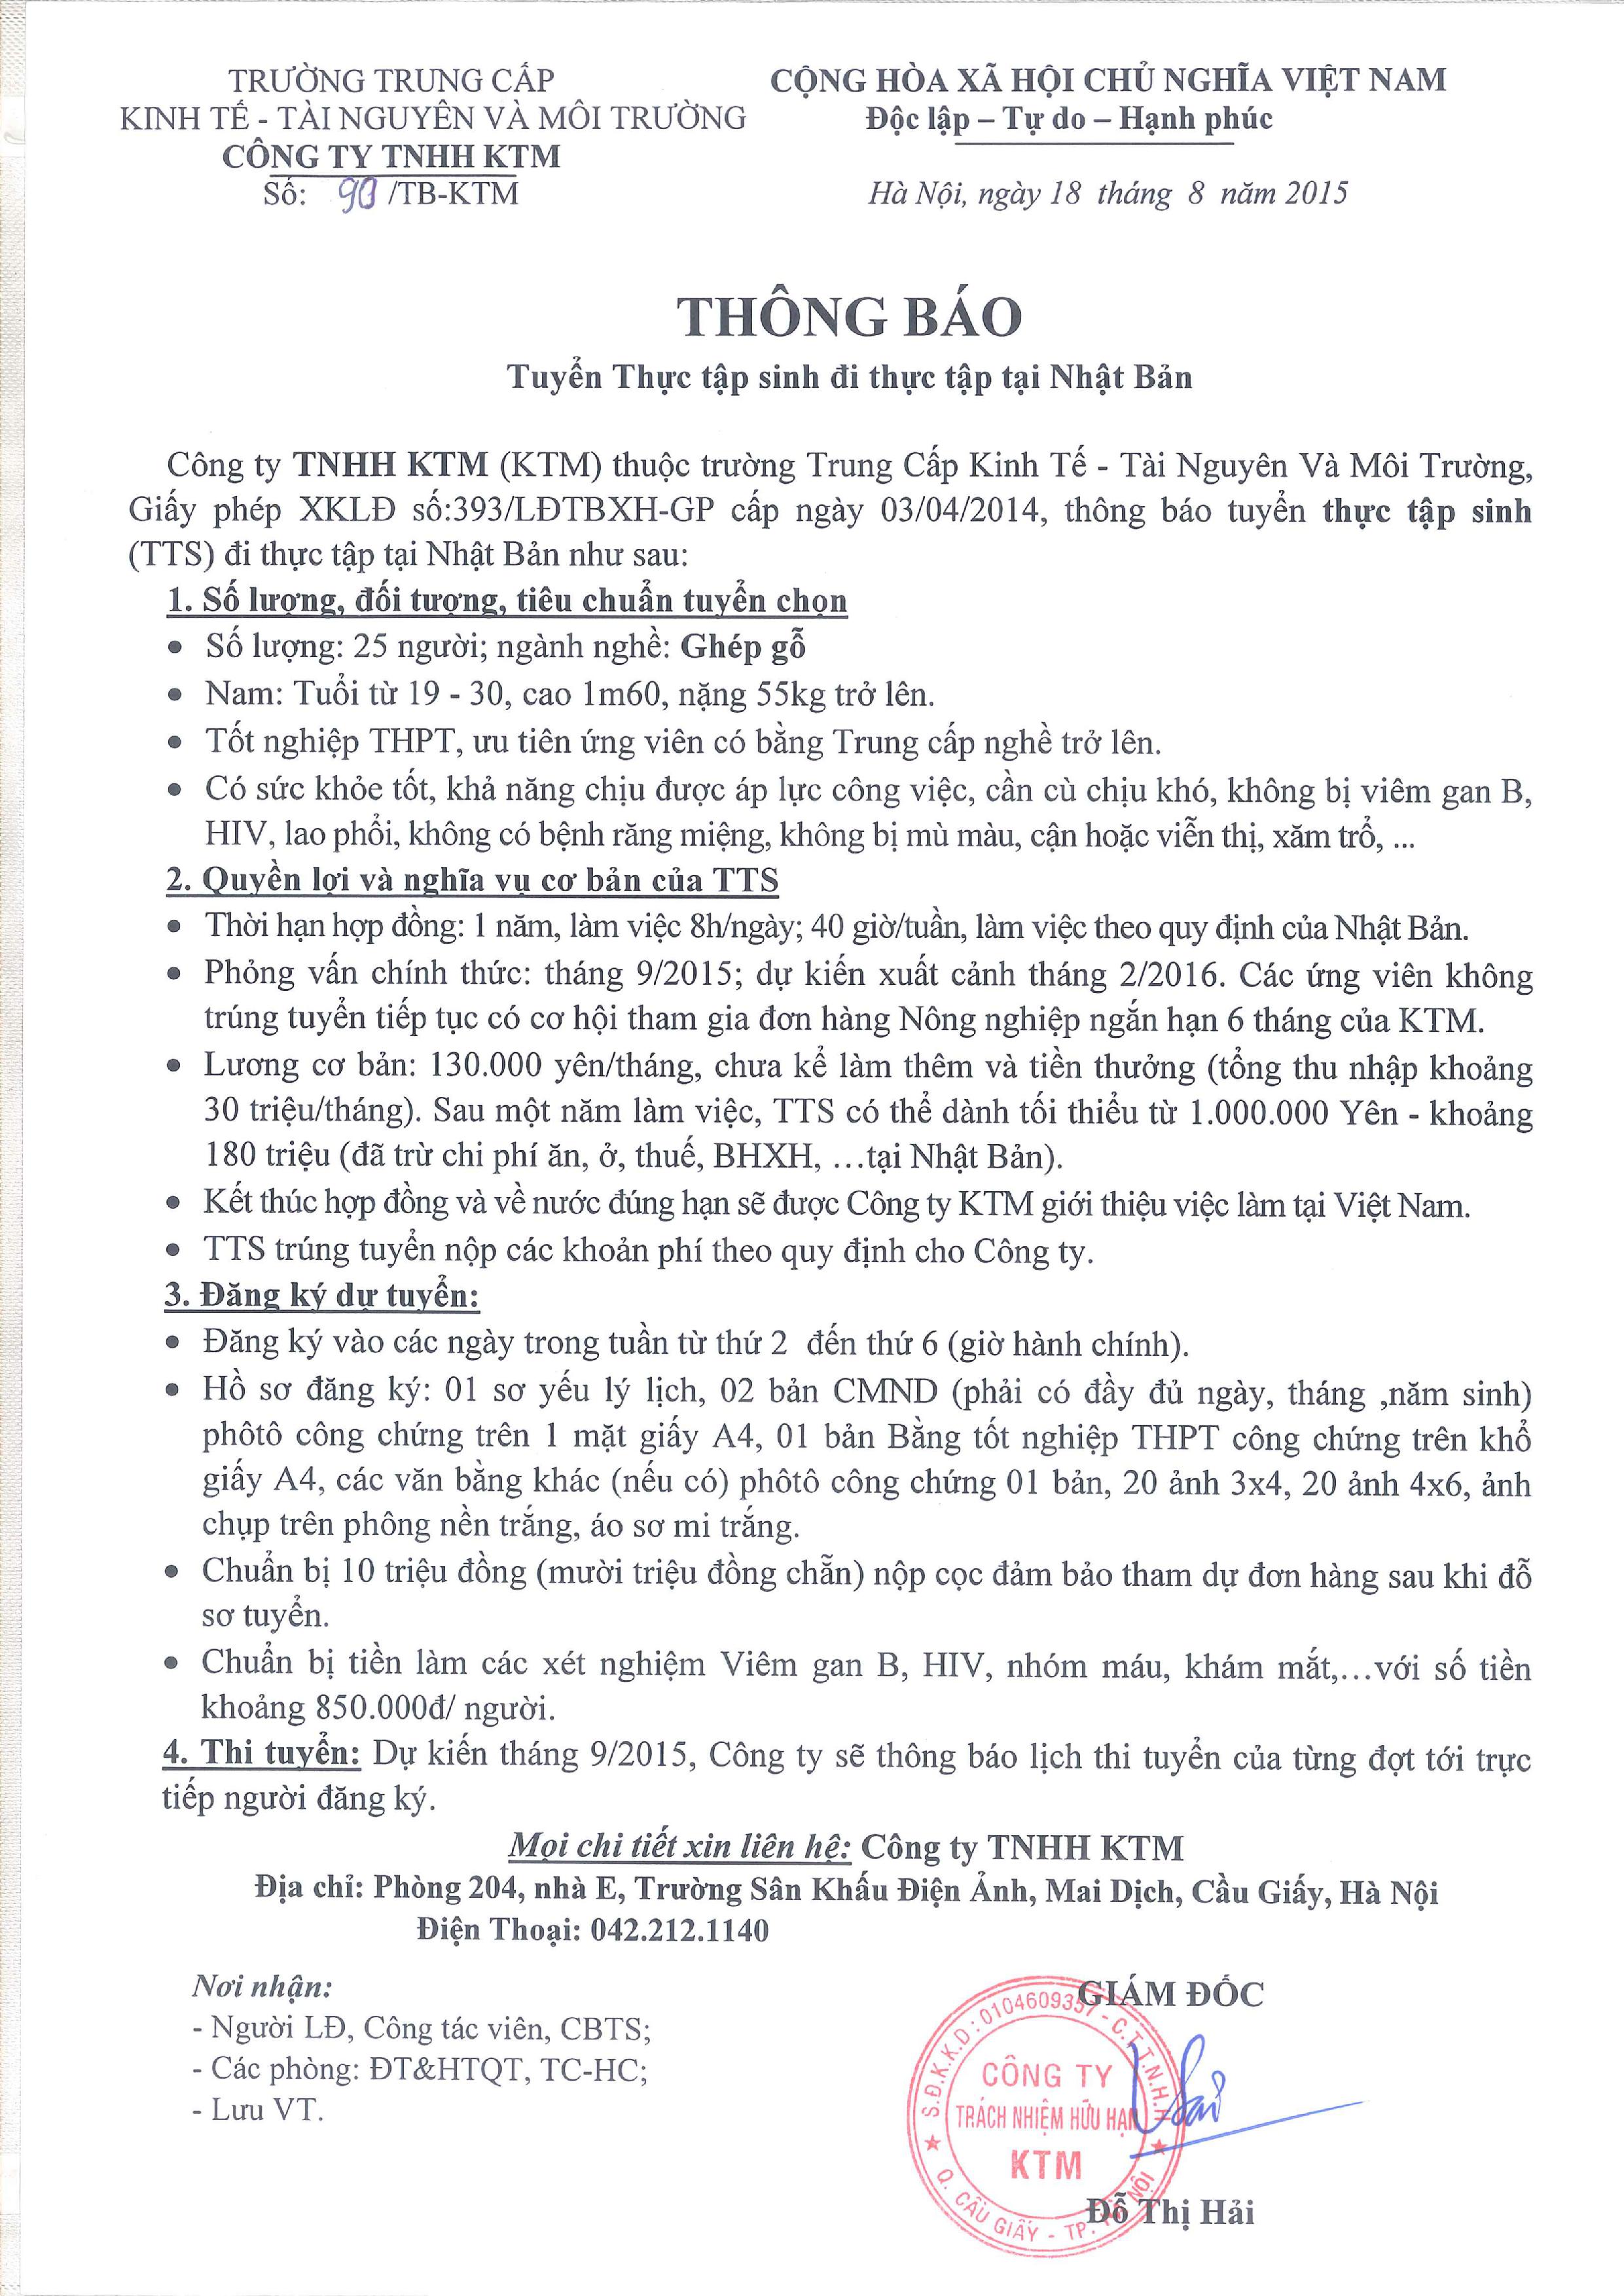 TRƯỜNG TRUNG CẤP
KINH TẾ - TÀI NGUYÊN VÀ MÔI TRƯỜNG
CÔNG TY TNHH KTM
Số: 90 /TB-KTM
CỘNG HÒA XÃ HỘI CHỦ NGHĨA VIỆT NAM
Độc lập – Tự do – Hạnh phúc
Hà Nội, ngày 18 tháng 8 năm 2015
THÔNG BÁO
Tuyển Thực tập sinh đi thực tập tại Nhật Bản
Công ty TNHH KTM (KTM) thuộc trường Trung Cấp Kinh Tế - Tài Nguyên Và Môi Trường,
Giấy phép XKLĐ số:393/LĐTBXH-GP cấp ngày 03/04/2014, thông báo tuyển thực tập sinh
(TTS) đi thực tập tại Nhật Bản như sau:
1. Số lượng, đối tượng, tiêu chuẩn tuyển chọn
• Số lượng: 25 người; ngành nghề: Ghép gỗ
• Nam: Tuổi từ 19 - 30, cao 1m60, nặng 55kg trở lên.
• Tốt nghiệp THPT, ưu tiên ứng viên có bằng Trung cấp nghề trở lên.
• Có sức khỏe tốt, khả năng chịu được áp lực công việc, cần cù chịu khó, không bị viêm gan B,
HIV, lao phổi, không có bệnh răng miệng, không bị mù màu, cận hoặc viễn thị, xăm trổ, ...
2. Quyền lợi và nghĩa vụ cơ bản của TTS
• Thời hạn hợp đồng: 1 năm, làm việc 8h/ngày; 40 giờ/tuần, làm việc theo quy định của Nhật Bản.
• Phỏng vấn chính thức: tháng 9/2015; dự kiến xuất cảnh tháng 2/2016. Các ứng viên không
trúng tuyển tiếp tục có cơ hội tham gia đơn hàng Nông nghiệp ngắn hạn 6 tháng của KTM.
• Lương cơ bản: 130.000 yên/tháng, chưa kể làm thêm và tiền thưởng (tổng thu nhập khoảng
30 triệu/tháng). Sau một năm làm việc, TTS có thể dành tối thiểu từ 1.000.000 Yên - khoảng
180 triệu (đã trừ chi phí ăn, ở, thuế, BHXH, …tại Nhật Bản).
• Kết thúc hợp đồng và về nước đúng hạn sẽ được Công ty KTM giới thiệu việc làm tại Việt Nam.
• TTS trúng tuyển nộp các khoản phí theo quy định cho Công ty.
3. Đăng ký dự tuyển:
• Đăng ký vào các ngày trong tuần từ thứ 2 đến thứ 6 (giờ hành chính).
• Hồ sơ đăng ký: 01 sơ yếu lý lịch, 02 bản CMND (phải có đầy đủ ngày, tháng ,năm sinh)
phôtô công chứng trên 1 mặt giấy A4, 01 bản Bằng tốt nghiệp THPT công chứng trên khổ
giấy A4, các văn bằng khác (nếu có) phôtô công chứng 01 bản, 20 ảnh 3x4, 20 ảnh 4x6, ảnh
chụp trên phông nền trắng, áo sơ mi trắng.
• Chuẩn bị 10 triệu đồng (mười triệu đồng chẵn) nộp cọc đảm bảo tham dự đơn hàng sau khi đỗ
sơ tuyển.
• Chuẩn bị tiền làm các xét nghiệm Viêm gan B, HIV, nhóm máu, khám mắt,…với số tiền
khoảng 850.000đ/ người.
4. Thi tuyển: Dự kiến tháng 9/2015, Công ty sẽ thông báo lịch thi tuyển của từng đợt tới trực
tiếp người đăng ký.
Mọi chi tiết xin liên hệ: Công ty TNHH KTM
Địa chỉ: Phòng 204, nhà E, Trường Sân Khấu Điện Ảnh, Mai Dịch, Cầu Giấy, Hà Nội
Điện Thoại: 042.212.1140
Nơi nhận:
- Người LĐ, Công tác viên, CBTS;
- Các phòng: ĐT&HTQT, TC-HC;
- Lưu VT.
GIÁM ĐỐC
S.Đ.K.K.D: 0104609357 - C.T.T.N.H.H
CÔNG TY
TRÁCH NHIỆM HỮU HẠN
KTM
Q. CẦU GIẤY - TP. HÀ NỘI
Đỗ Thị Hải